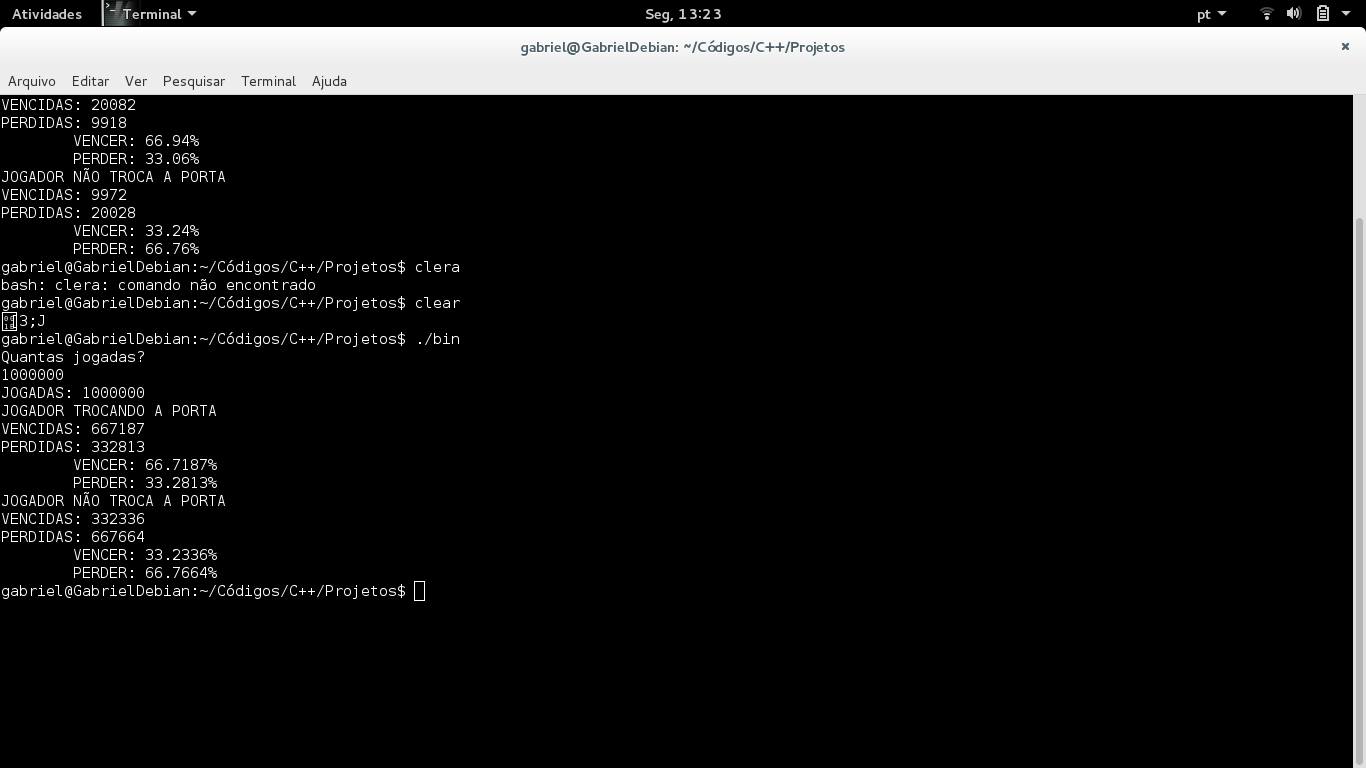 Atividades Terminal Seg, 13:23 pt
gabriel@GabrielDebian: ~/Códigos/C++/Projetos ×
Arquivo Editar Ver Pesquisar Terminal Ajuda
VENCIDAS: 20082
PERDIDAS: 9918
VENCER: 66.94%
PERDER: 33.06%
JOGADOR NÃO TROCA A PORTA
VENCIDAS: 9972
PERDIDAS: 20028
VENCER: 33.24%
PERDER: 66.76%
gabriel@GabrielDebian:~/Códigos/C++/Projetos$ clera
bash: clera: comando não encontrado
gabriel@GabrielDebian:~/Códigos/C++/Projetos$ clear
3;J
gabriel@GabrielDebian:~/Códigos/C++/Projetos$ ./bin
Quantas jogadas?
1000000
JOGADAS: 1000000
JOGADOR TROCANDO A PORTA
VENCIDAS: 667187
PERDIDAS: 332813
VENCER: 66.7187%
PERDER: 33.2813%
JOGADOR NÃO TROCA A PORTA
VENCIDAS: 332336
PERDIDAS: 667664
VENCER: 33.2336%
PERDER: 66.7664%
gabriel@GabrielDebian:~/Códigos/C++/Projetos$